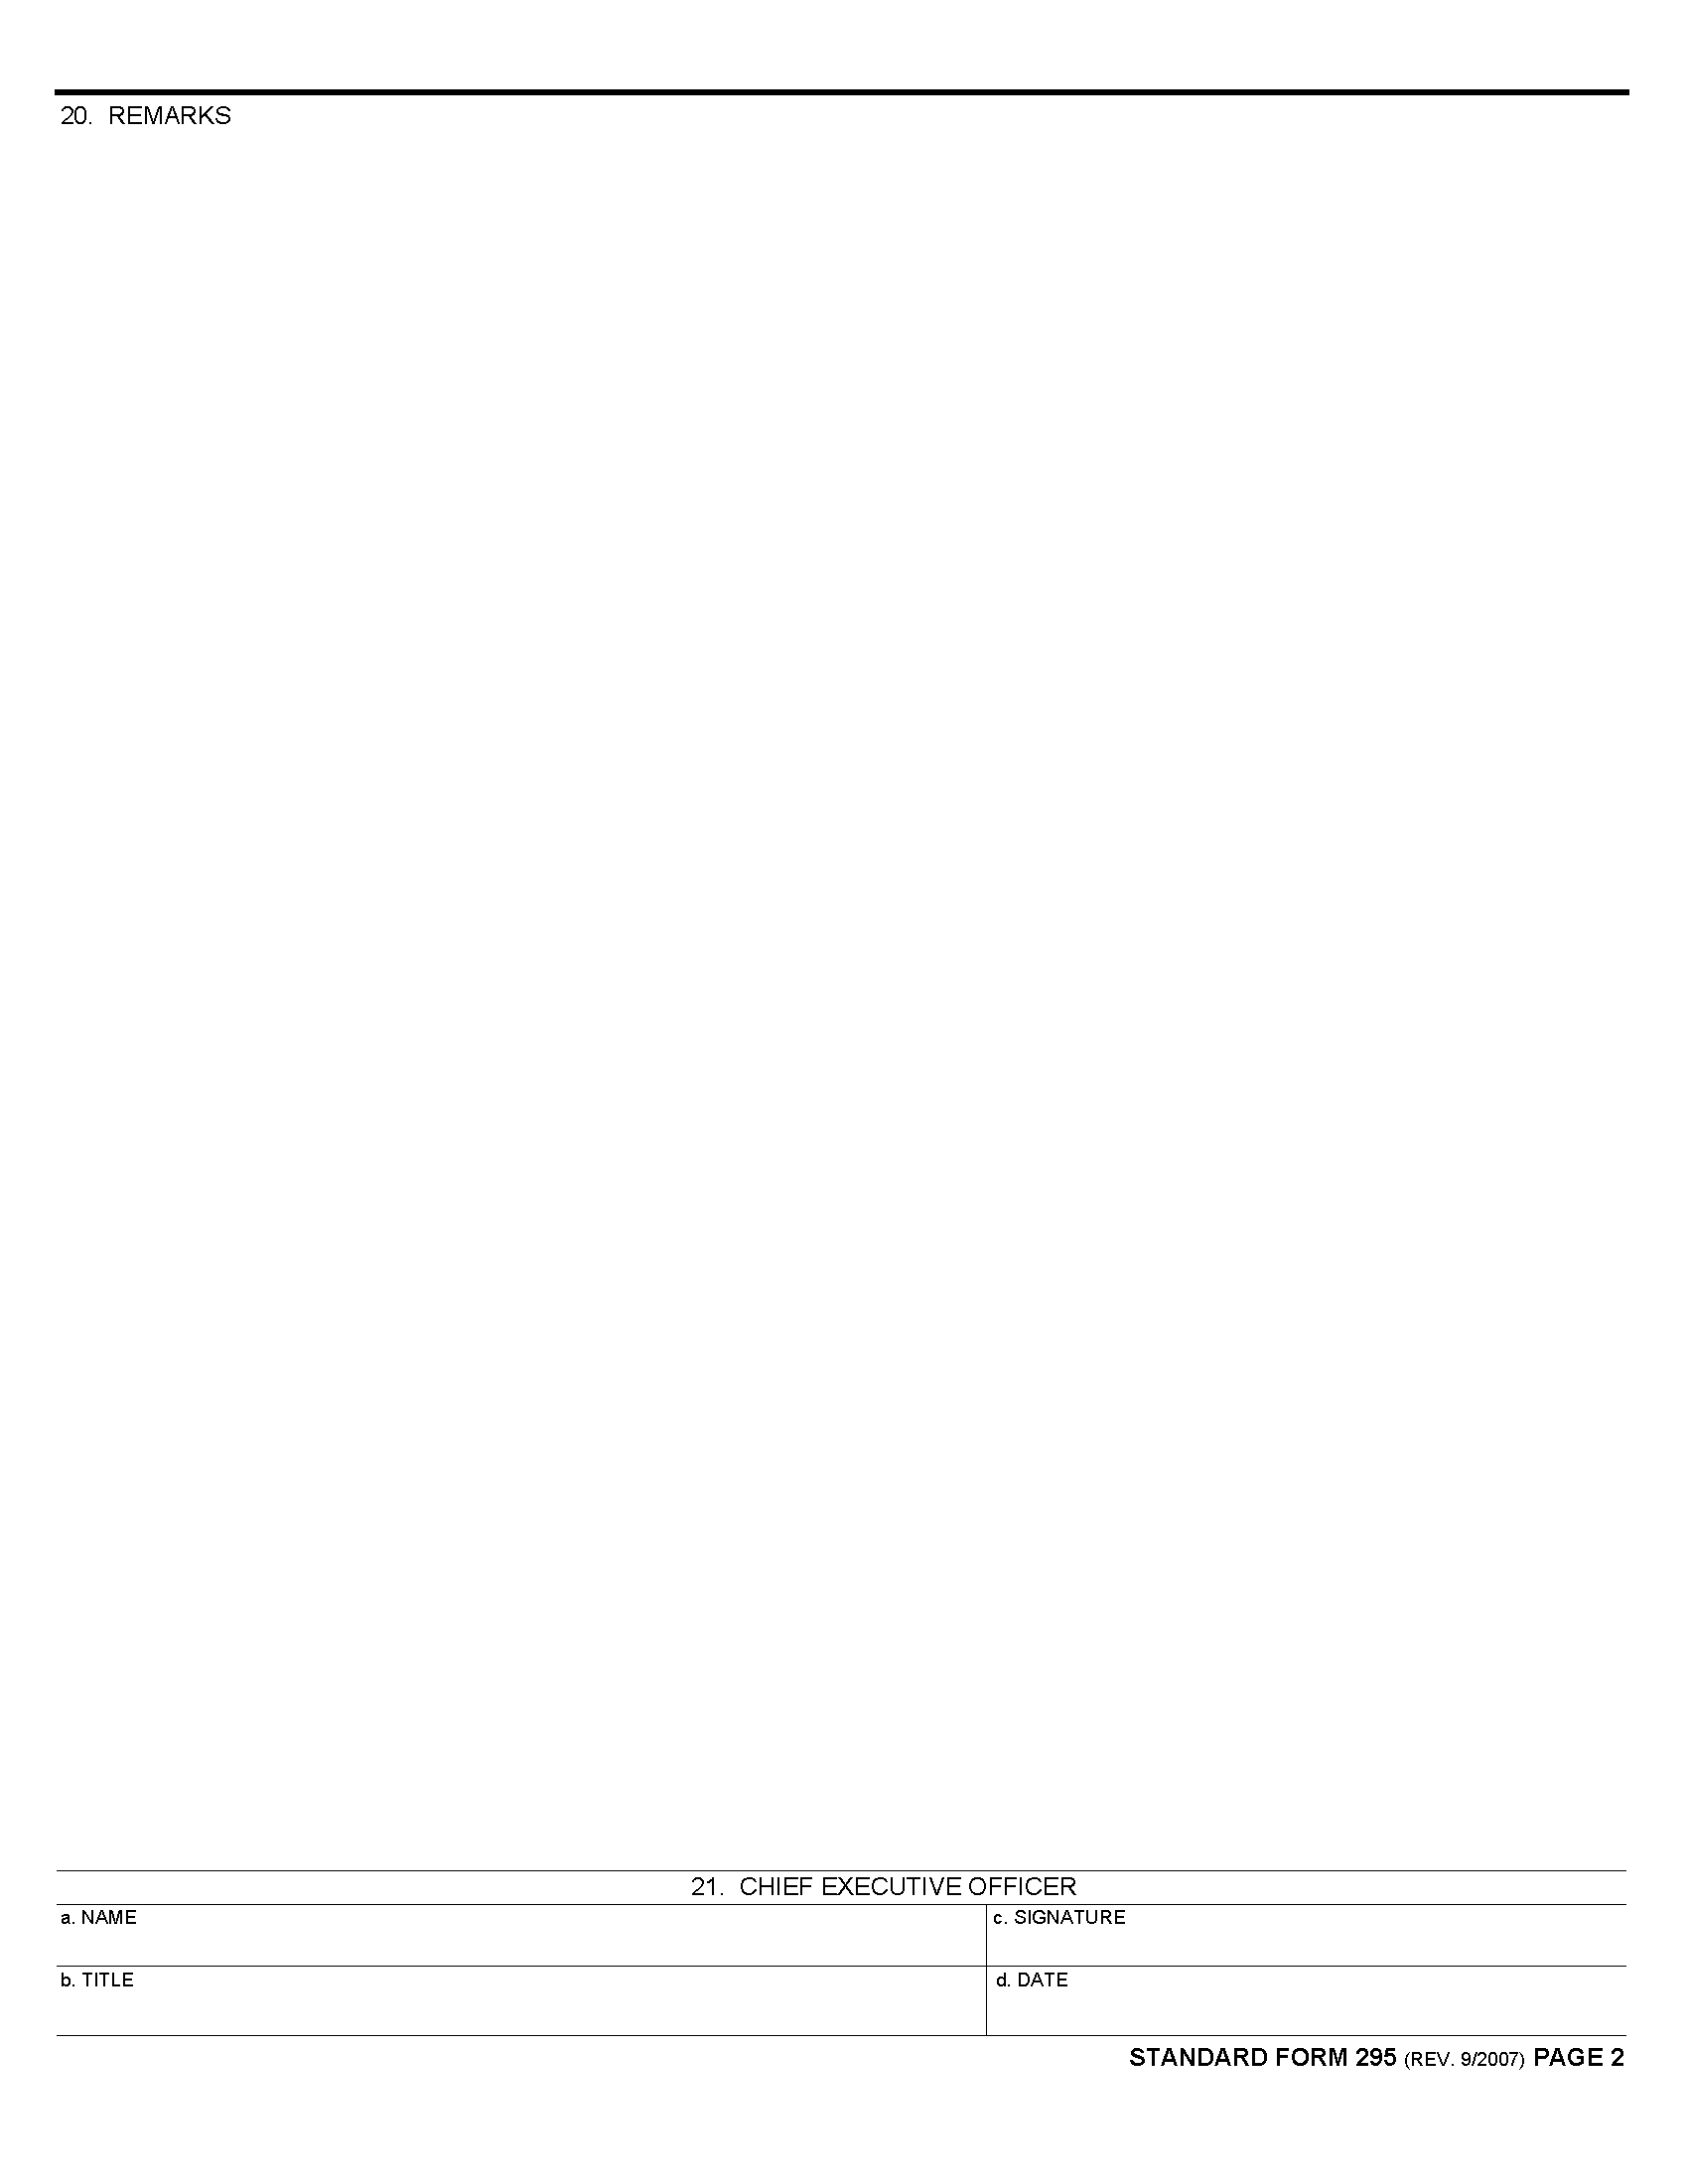 20. REMARKS
21. CHIEF EXECUTIVE OFFICER
a. NAME
c. SIGNATURE
b. TITLE
d. DATE
STANDARD FORM 295 (REV. 9/2007) PAGE 2